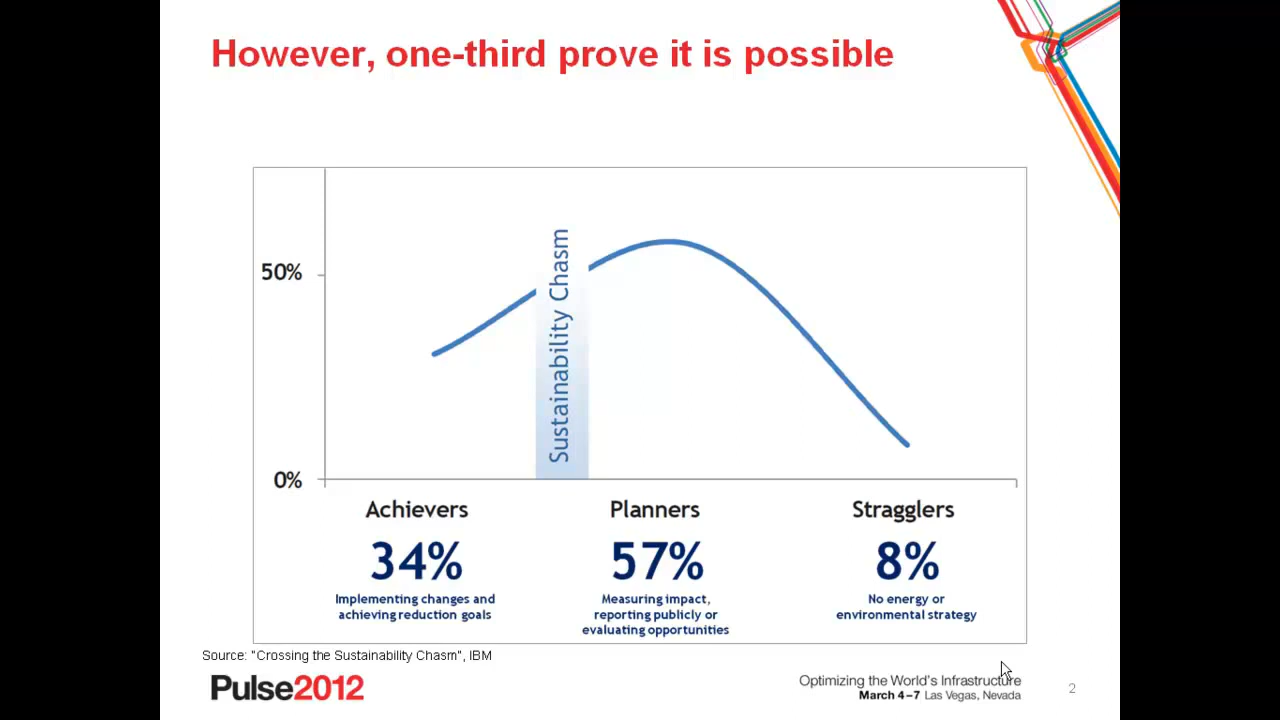 However, one-third prove it is possible
50%
Sustainability Chasm
0%
Achievers
Planners
Stragglers
34%
57%
8%
Implementing changes and
achieving reduction goals
Measuring impact,
reporting publicly or
evaluating opportunities
No energy or
environmental strategy
Source: "Crossing the Sustainability Chasm", IBM
Pulse2012
Optimizing the World's Infrastructure
March 4–7 Las Vegas, Nevada
2